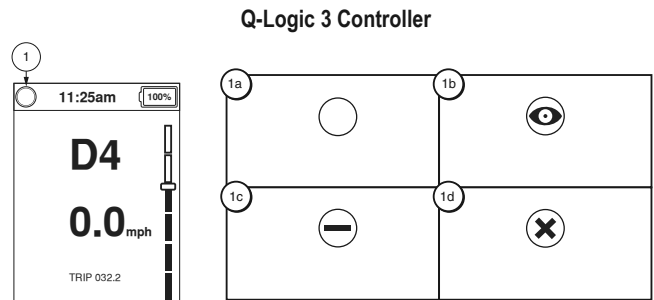 Q-Logic 3 Controller
1
11:25am
100%
D4
0.0mph
TRIP 032.2
1a
1b
1c
1d